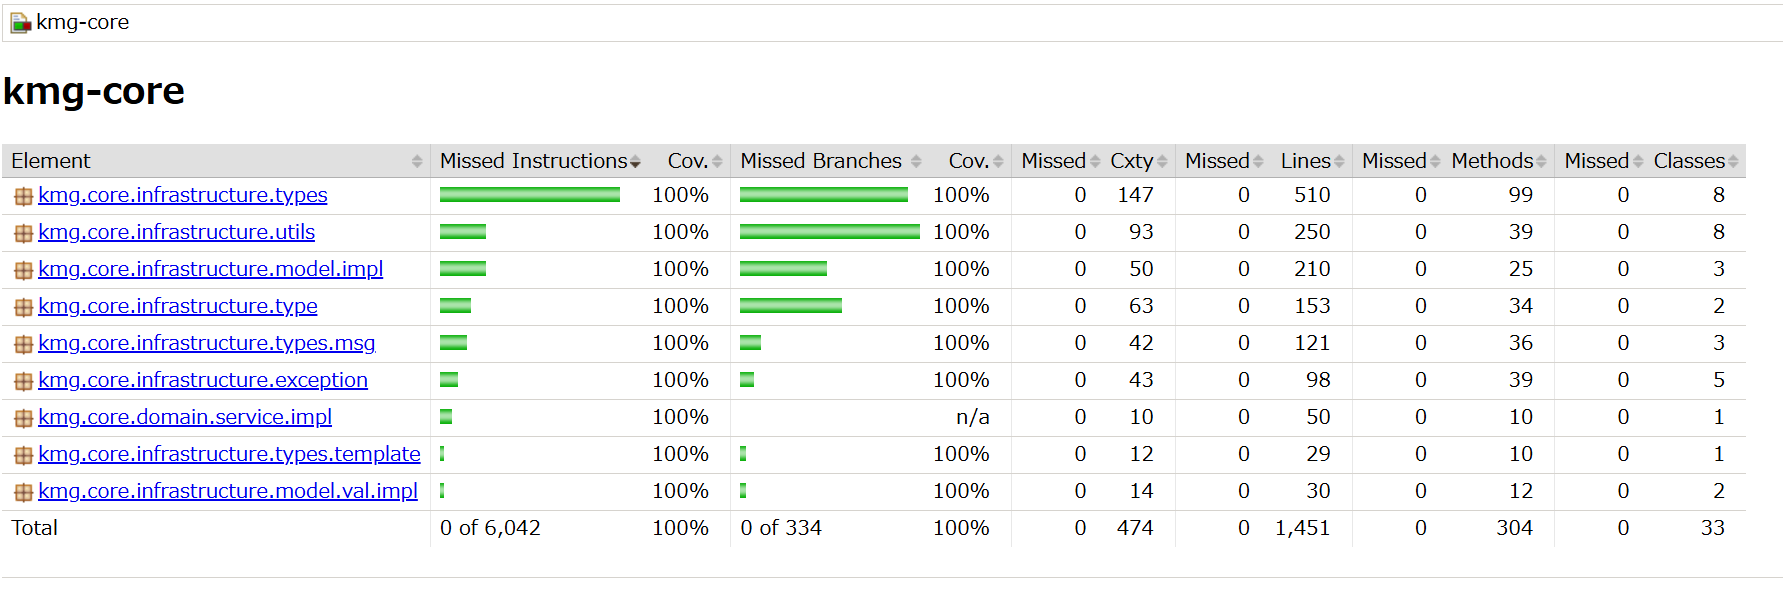 kmg-core
kmg-core
Element Missed Instructions Cov. Missed Branches Cov. Missed Cxty Missed Lines Missed Methods Missed Classes
kmg.core.infrastructure.types 100% 100% 0 147 0 510 0 99 0 8
kmg.core.infrastructure.utils 100% 100% 0 93 0 250 0 39 0 8
kmg.core.infrastructure.model.impl 100% 100% 0 50 0 210 0 25 0 3
kmg.core.infrastructure.type 100% 100% 0 63 0 153 0 34 0 2
kmg.core.infrastructure.types.msg 100% 100% 0 42 0 121 0 36 0 3
kmg.core.infrastructure.exception 100% 100% 0 43 0 98 0 39 0 5
kmg.core.domain.service.impl 100% n/a 0 10 0 50 0 10 0 1
kmg.core.infrastructure.types.template 100% 100% 0 12 0 29 0 10 0 1
kmg.core.infrastructure.model.val.impl 100% 100% 0 14 0 30 0 12 0 2
Total 0 of 6,042 100% 0 of 334 100% 0 474 0 1,451 0 304 0 33